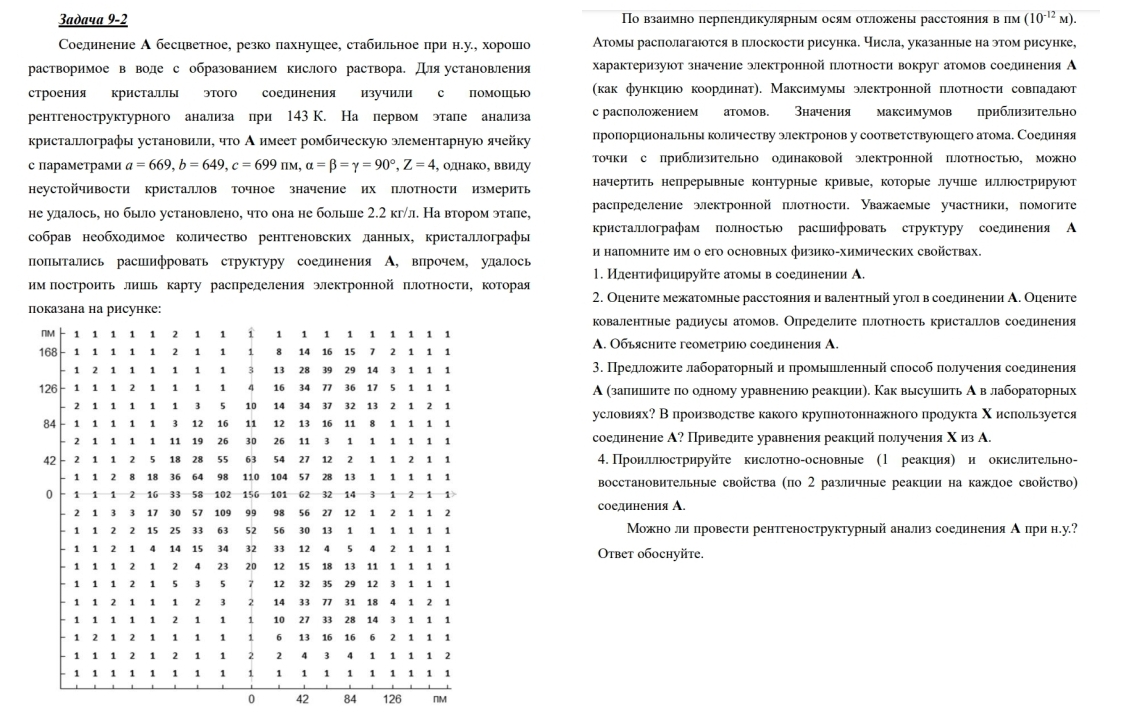 Задача 9-2
Соединение А бесцветное, резко пахнущее, стабильное при н.у., хорошо
растворимое в воде с образованием кислого раствора. Для установления
строения кристаллы этого соединения изучили с помощью
рентгеноструктурного анализа при 143 К. На первом этапе анализа
кристаллографы установили, что А имеет ромбическую элементарную ячейку
с параметрами a = 669, b = 649, c = 699 пм, α = β = γ = 90°, Z = 4, однако, ввиду
неустойчивости кристаллов точное значение их плотности измерить
не удалось, но было установлено, что она не больше 2.2 кг/л. На втором этапе,
собрав необходимое количество рентгеновских данных, кристаллографы
попытались расшифровать структуру соединения А, впрочем, удалось
им построить лишь карту распределения электронной плотности, которая
показана на рисунке:
пм 1 1 1 1 1 2 1 1 1 1 1 1 1 1 1 1 1 1
168 1 1 1 1 1 2 1 1 1 8 14 16 15 7 2 1 1 1
1 2 1 1 1 1 1 1 3 13 28 39 29 14 3 1 1 1
126 1 1 1 2 1 1 1 1 4 16 34 77 36 17 5 1 1 1
2 1 1 1 1 1 3 5 10 14 34 37 32 13 2 1 2 1
84 1 1 1 1 1 3 12 16 11 12 13 16 11 8 1 1 1 1
2 1 1 1 1 11 19 26 30 26 11 3 1 1 1 1 1 1
42 2 1 1 2 5 18 28 55 63 54 27 12 2 1 1 2 1 1
1 1 2 8 18 36 64 98 110 104 57 28 13 1 1 1 1 1
0 1 1 1 2 16 33 58 102 156 101 62 32 14 3 1 2 1 1
2 1 3 3 17 30 57 109 99 98 56 27 12 1 2 1 1 2
1 1 2 2 15 25 33 63 52 56 30 13 1 1 1 1 1 1
1 1 2 1 4 14 15 34 32 33 12 4 5 4 2 1 1 1
1 1 1 2 1 2 4 23 20 12 15 18 13 11 1 1 1 1
1 1 1 2 1 5 3 5 7 12 32 35 29 12 3 1 1 1
1 1 2 1 1 1 2 3 2 14 33 77 31 18 4 1 2 1
1 1 1 1 1 2 1 1 1 10 27 33 28 14 3 1 1 1
1 2 1 2 1 1 1 1 1 6 13 16 16 6 2 1 1 1
1 1 1 2 1 2 1 1 2 2 4 3 4 1 1 1 1 2
1 1 1 1 1 1 1 1 1 1 1 1 1 1 1 1 1 1
0 42 84 126 пм
По взаимно перпендикулярным осям отложены расстояния в пм (10⁻¹² м).
Атомы располагаются в плоскости рисунка. Числа, указанные на этом рисунке,
характеризуют значение электронной плотности вокруг атомов соединения А
(как функцию координат). Максимумы электронной плотности совпадают
с расположением атомов. Значения максимумов приблизительно
пропорциональны количеству электронов у соответствующего атома. Соединяя
точки с приблизительно одинаковой электронной плотностью, можно
начертить непрерывные контурные кривые, которые лучше иллюстрируют
распределение электронной плотности. Уважаемые участники, помогите
кристаллографам полностью расшифровать структуру соединения А
и напомните им о его основных физико-химических свойствах.
1. Идентифицируйте атомы в соединении А.
2. Оцените межатомные расстояния и валентный угол в соединении А. Оцените
ковалентные радиусы атомов. Определите плотность кристаллов соединения
А. Объясните геометрию соединения А.
3. Предложите лабораторный и промышленный способ получения соединения
А (запишите по одному уравнению реакции). Как высушить А в лабораторных
условиях? В производстве какого крупнотоннажного продукта X используется
соединение А? Приведите уравнения реакций получения X из А.
4. Проиллюстрируйте кислотно-основные (1 реакция) и окислительно-
восстановительные свойства (по 2 различные реакции на каждое свойство)
соединения А.
Можно ли провести рентгеноструктурный анализ соединения А при н.у.?
Ответ обоснуйте.